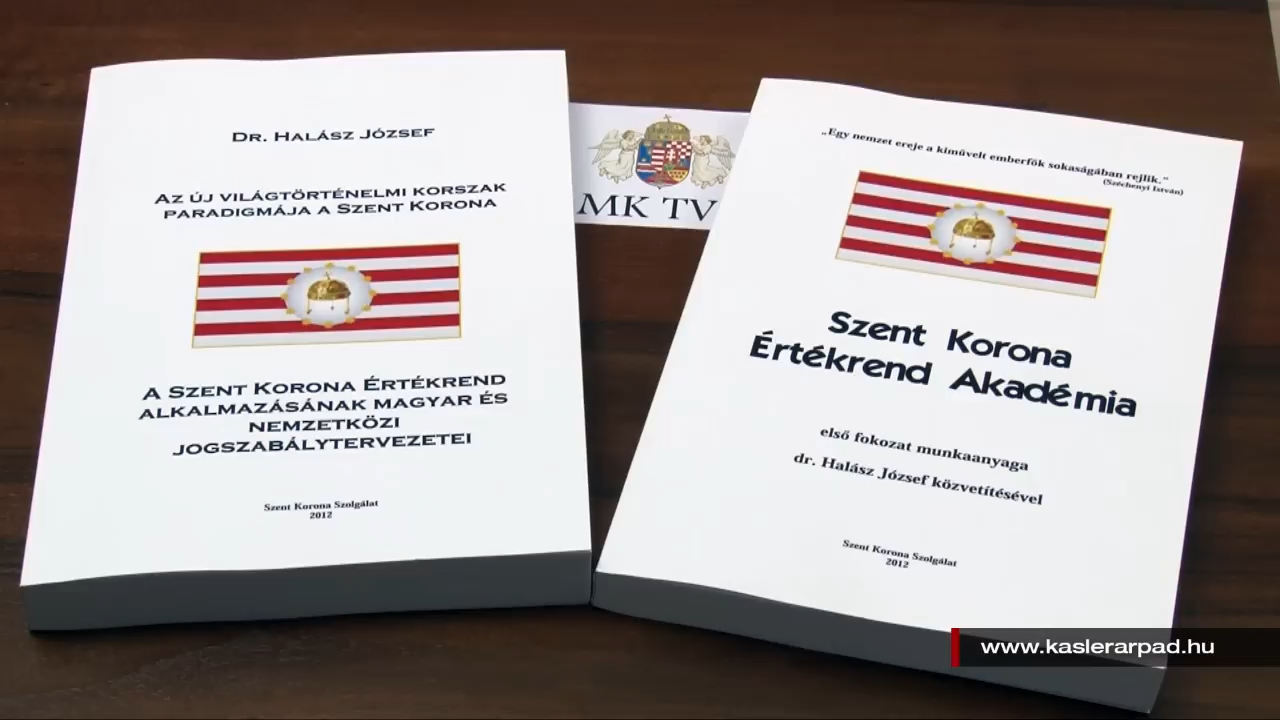 DR. HALÁSZ JÓZSEF
AZ ÚJ VILÁGTÖRTÉNELMI KORSZAK
PARADIGMÁJA A SZENT KORONA
A SZENT KORONA ÉRTÉKREND
ALKALMAZÁSÁNAK MAGYAR ÉS
NEMZETKÖZI
JOGSZABÁLYTERVEZETEI
Szent Korona Szolgálat
2012
MK TV
„Egy nemzet ereje a kiművelt emberfők sokaságában rejlik.”
(Széchenyi István)
Szent Korona
Értékrend Akadémia
első fokozat munkaanyaga
dr. Halász József közvetítésével
Szent Korona Szolgálat
2012
www.kaslerarpad.hu